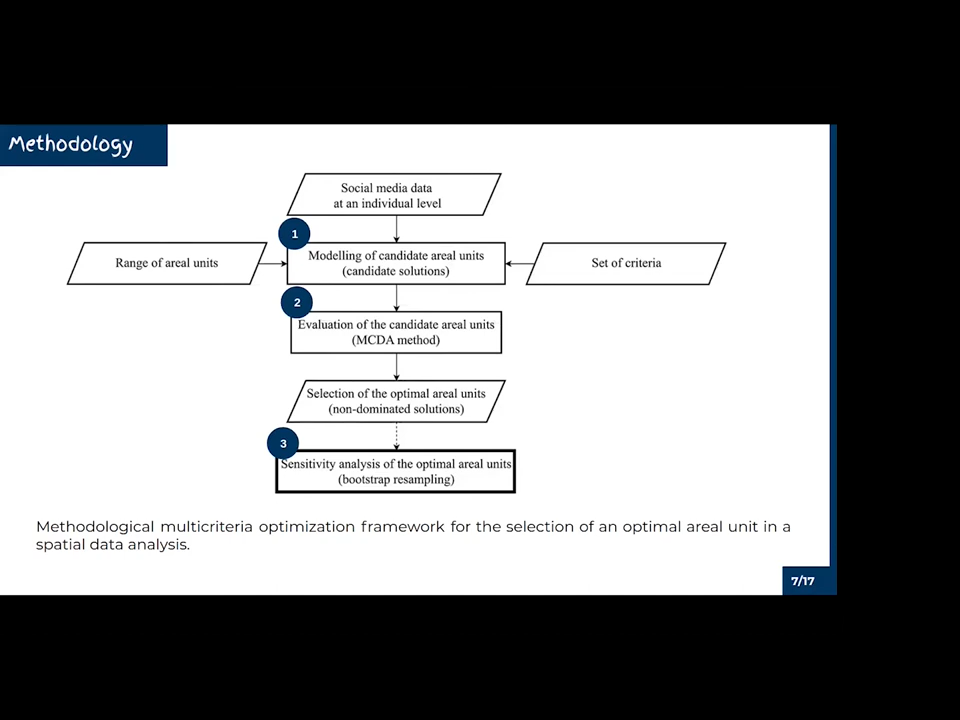 Methodology
Social media data
at an individual level
1
Range of areal units
Modelling of candidate areal units
(candidate solutions)
Set of criteria
2
Evaluation of the candidate areal units
(MCDA method)
Selection of the optimal areal units
(non-dominated solutions)
3
Sensitivity analysis of the optimal areal units
(bootstrap resampling)
Methodological multicriteria optimization framework for the selection of an optimal areal unit in a
spatial data analysis.
7/17